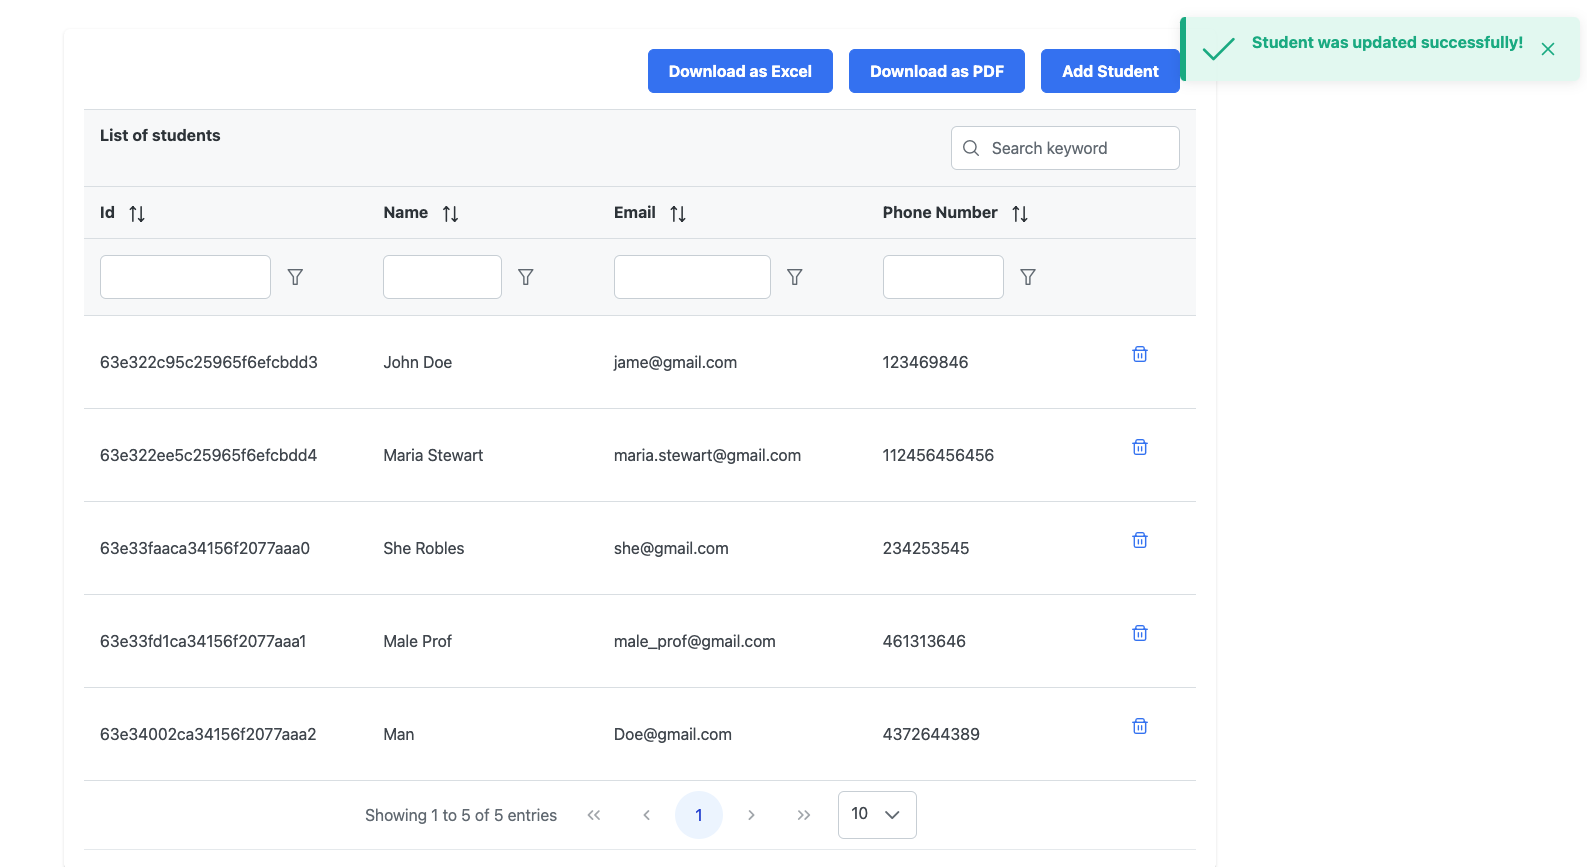 Student was updated successfully!
Download as Excel Download as PDF Add Student
List of students
Search keyword
Id Name Email Phone Number
63e322c95c25965f6efcbdd3 John Doe jame@gmail.com 123469846
63e322ee5c25965f6efcbdd4 Maria Stewart maria.stewart@gmail.com 112456456456
63e33faaca34156f2077aaa0 She Robles she@gmail.com 234253545
63e33fd1ca34156f2077aaa1 Male Prof male_prof@gmail.com 461313646
63e34002ca34156f2077aaa2 Man Doe@gmail.com 4372644389
Showing 1 to 5 of 5 entries 1 10